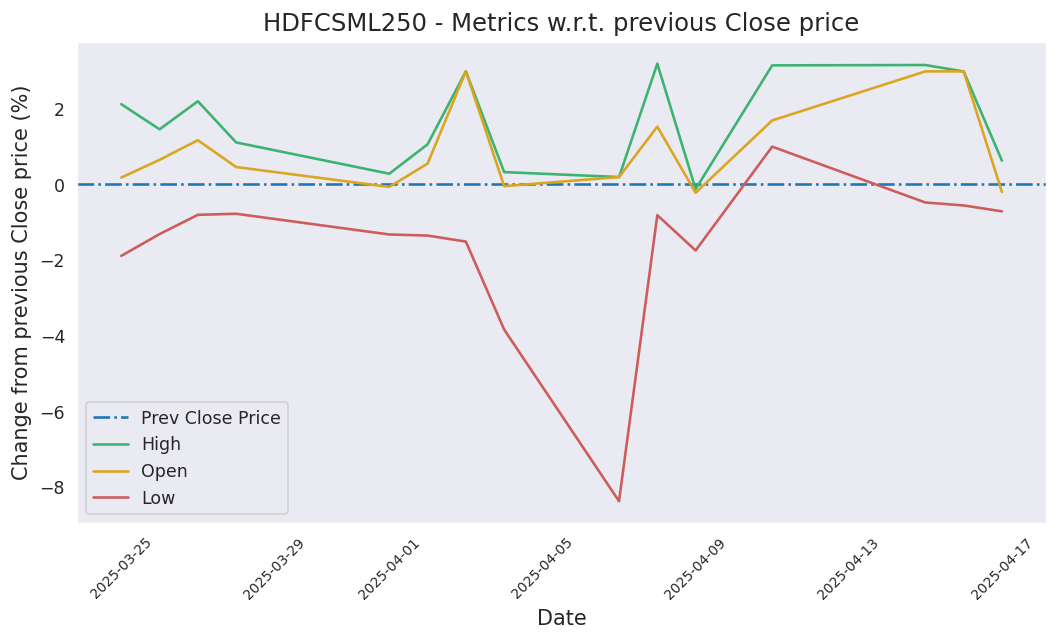 HDFCSML250 - Metrics w.r.t. previous Close price
Change from previous Close price (%)
2
0
−2
−4
−6
−8
Prev Close Price
High
Open
Low
2025-03-25
2025-03-29
2025-04-01
2025-04-05
2025-04-09
2025-04-13
2025-04-17
Date